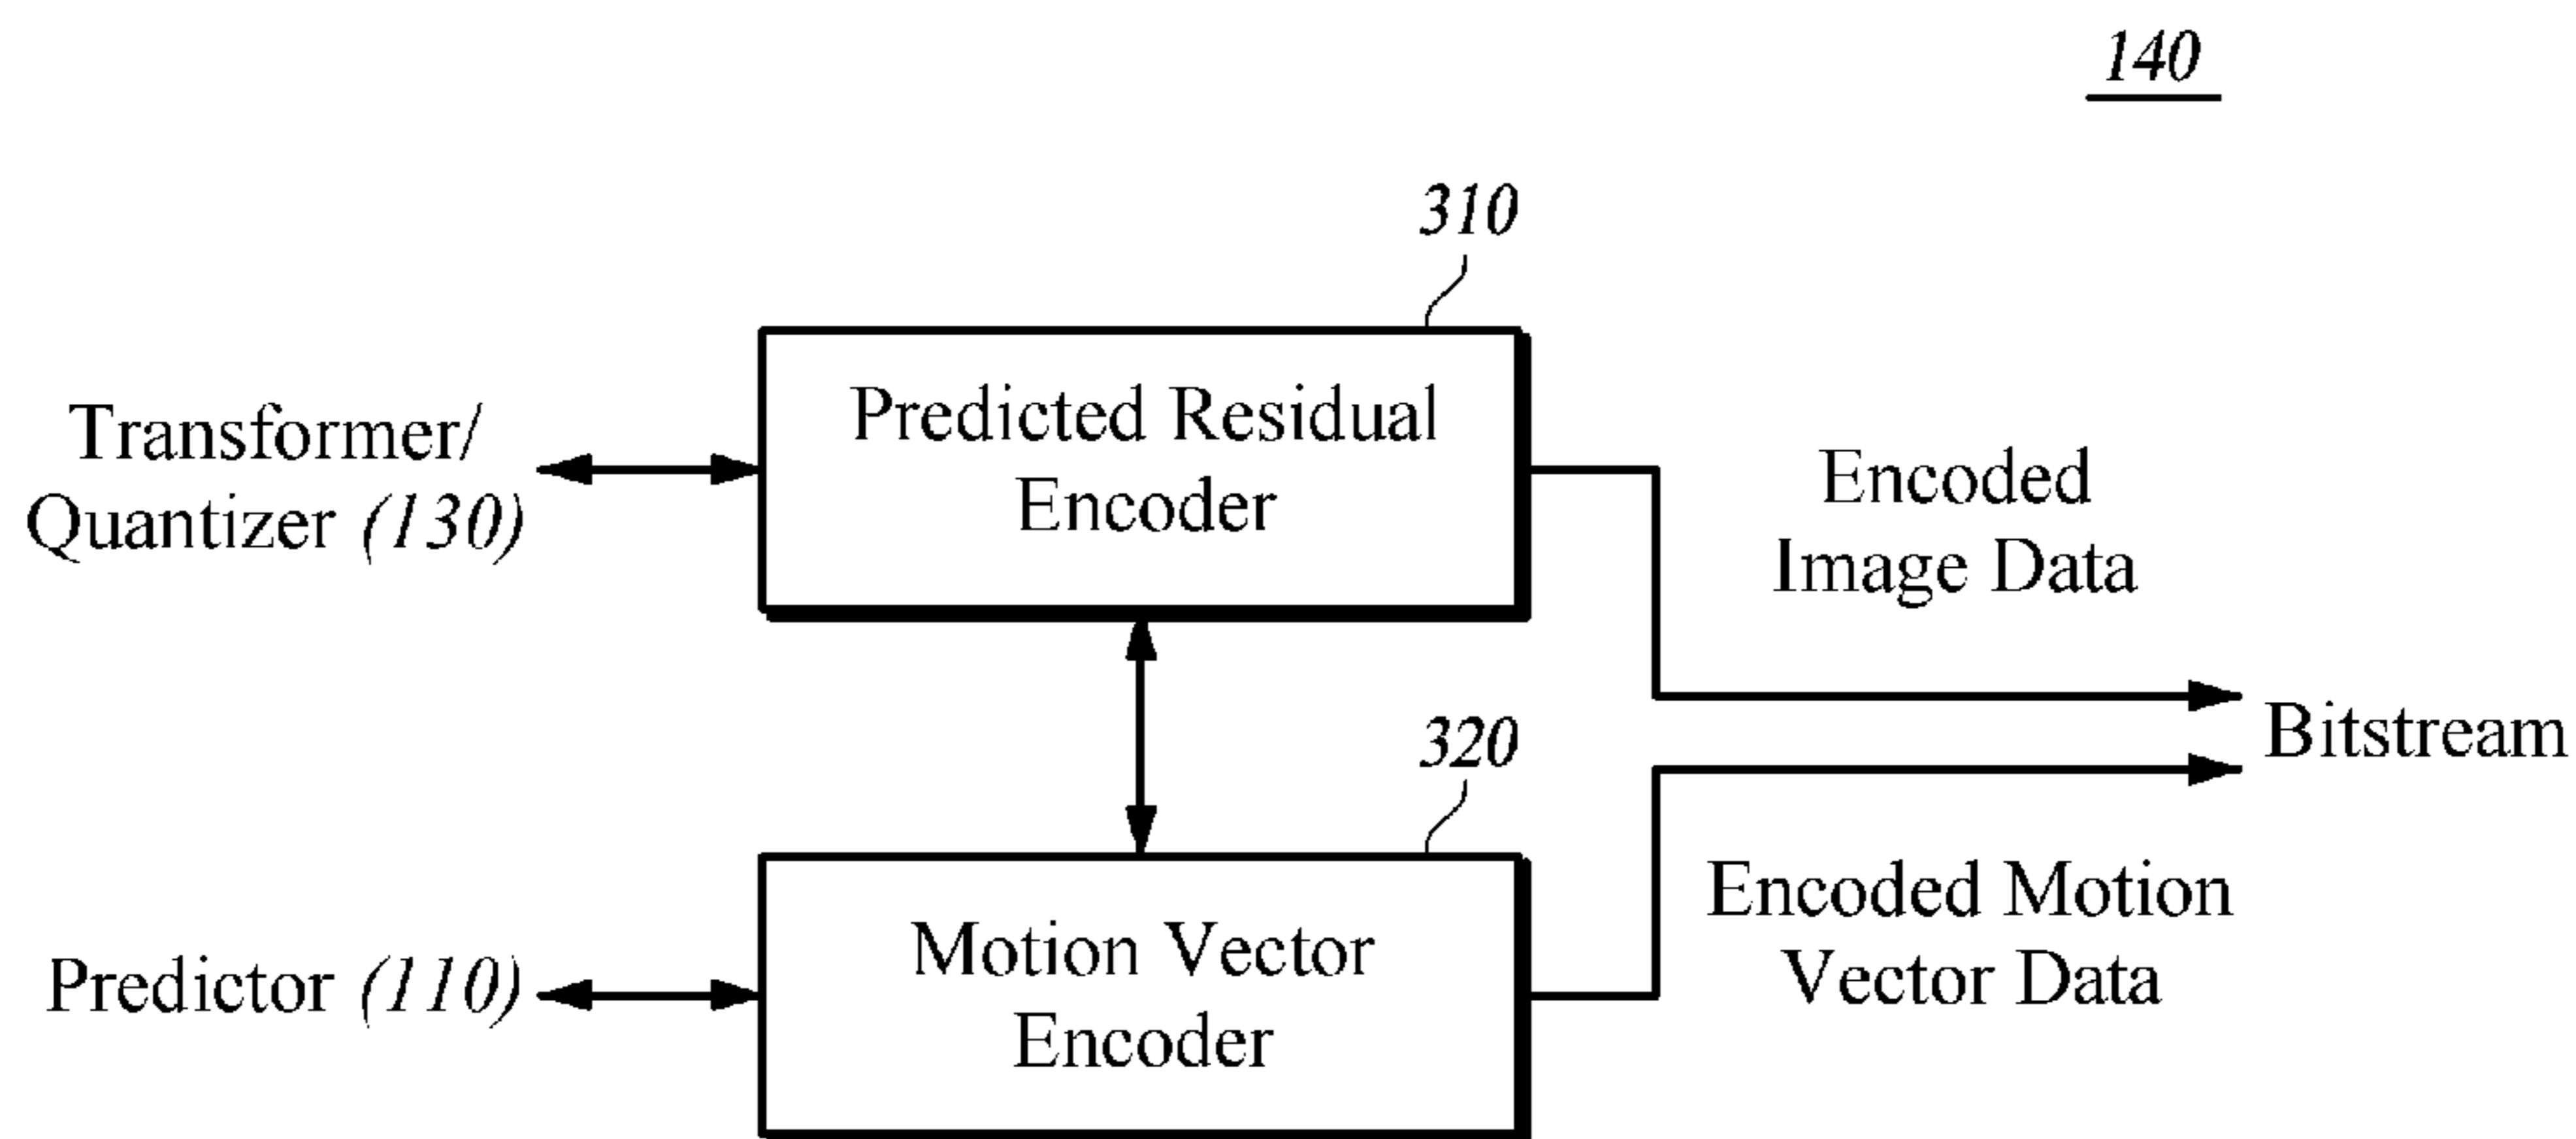 140
310
Predicted Residual
Encoder
Transformer/
Quantizer (130)
Encoded
Image Data
Bitstream
320
Motion Vector
Encoder
Predictor (110)
Encoded Motion
Vector Data